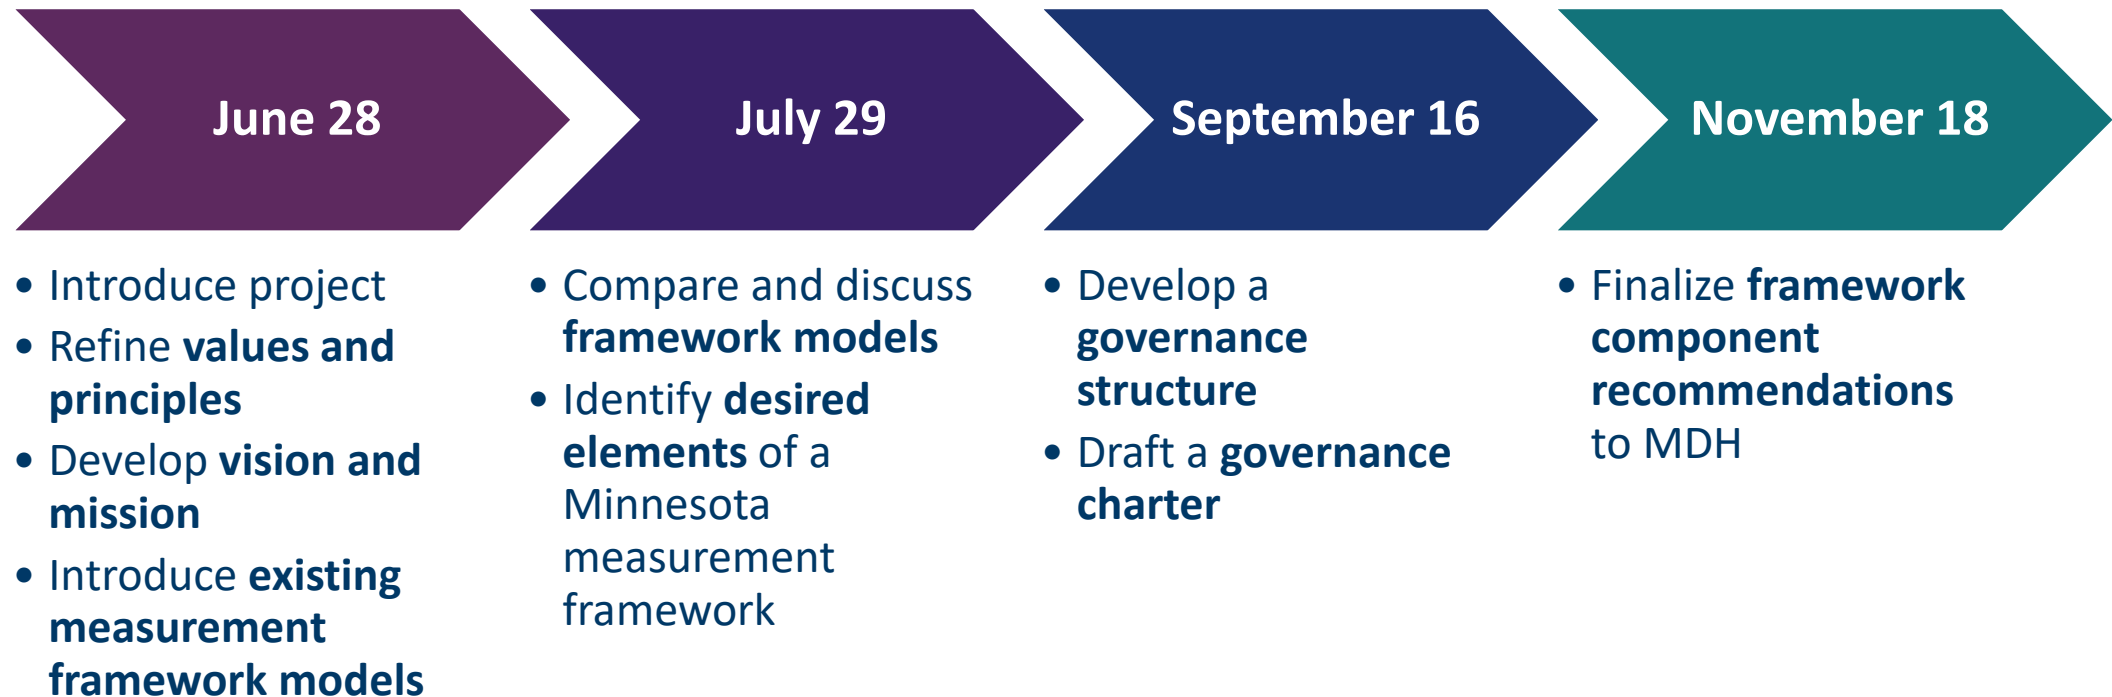 June 28
• Introduce project
• Refine values and
principles
• Develop vision and
mission
• Introduce existing
measurement
framework models
July 29
• Compare and discuss
framework models
• Identify desired
elements of a
Minnesota
measurement
framework
September 16
• Develop a
governance
structure
• Draft a governance
charter
November 18
• Finalize framework
component
recommendations
to MDH